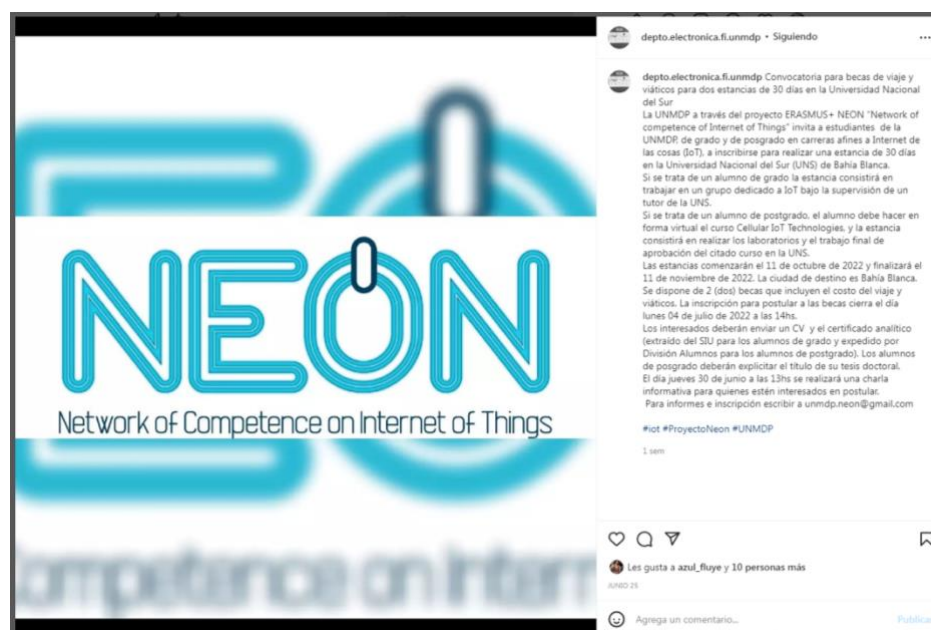 NEON
Network of Competence on Internet of Things
Competence on Intern
depto.electronica.fi.unmdp • Siguiendo
depto.electronica.fi.unmdp Convocatoria para becas de viaje y
viáticos para dos estancias de 30 días en la Universidad Nacional
del Sur
La UNMDP a través del proyecto ERASMUS+ NEON "Network of
competence of Internet of Things" invita a estudiantes de la
UNMDP, de grado y de posgrado en carreras afines a Internet de
las cosas (IoT), a inscribirse para realizar una estancia de 30 días
en la Universidad Nacional del Sur (UNS) de Bahía Blanca.
Si se trata de un alumno de grado la estancia consistirá en
trabajar en un grupo dedicado a IoT bajo la supervisión de un
tutor de la UNS.
Si se trata de un alumno de postgrado, el alumno debe hacer en
forma virtual el curso Cellular IoT Technologies, y la estancia
consistirá en realizar los laboratorios y el trabajo final de
aprobación del citado curso en la UNS.
Las estancias comenzarán el 11 de octubre de 2022 y finalizará el
11 de noviembre de 2022. La ciudad de destino es Bahía Blanca.
Se dispone de 2 (dos) becas que incluyen el costo del viaje y
viáticos. La inscripción para postular a las becas cierra el día
lunes 04 de julio de 2022 a las 14hs.
Los interesados deberán enviar un CV y el certificado analítico
(extraído del SIU para los alumnos de grado y expedido por
División Alumnos para los alumnos de postgrado). Los alumnos
de posgrado deberán explicitar el título de su tesis doctoral.
El día jueves 30 de junio a las 13hs se realizará una charla
informativa para quienes estén interesados en postular.
Para informes e inscripción escribir a unmdp.neon@gmail.com
#iot #ProyectoNeon #UNMDP
1 sem
Les gusta a azul_fluye y 10 personas más
JUNIO 25
Agrega un comentario...
Publicar